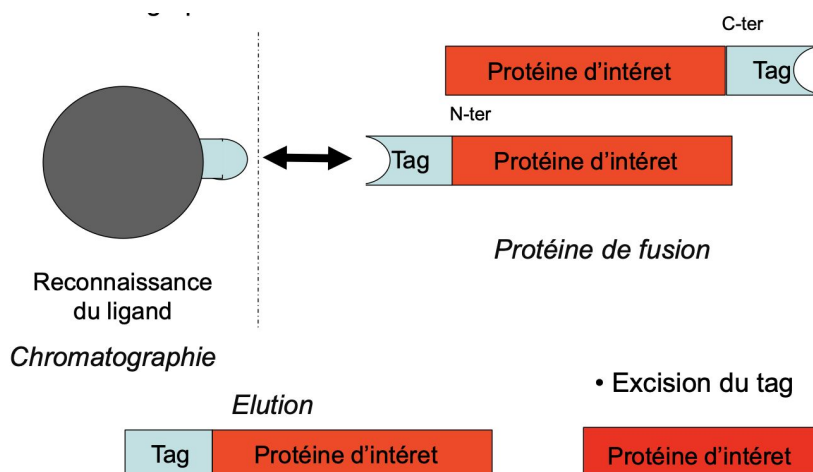 C-ter
Protéine d'intéret Tag
N-ter
Tag Protéine d'intéret
Protéine de fusion
Reconnaissance
du ligand
Chromatographie
• Excision du tag
Elution
Tag Protéine d'intéret
Protéine d'intéret